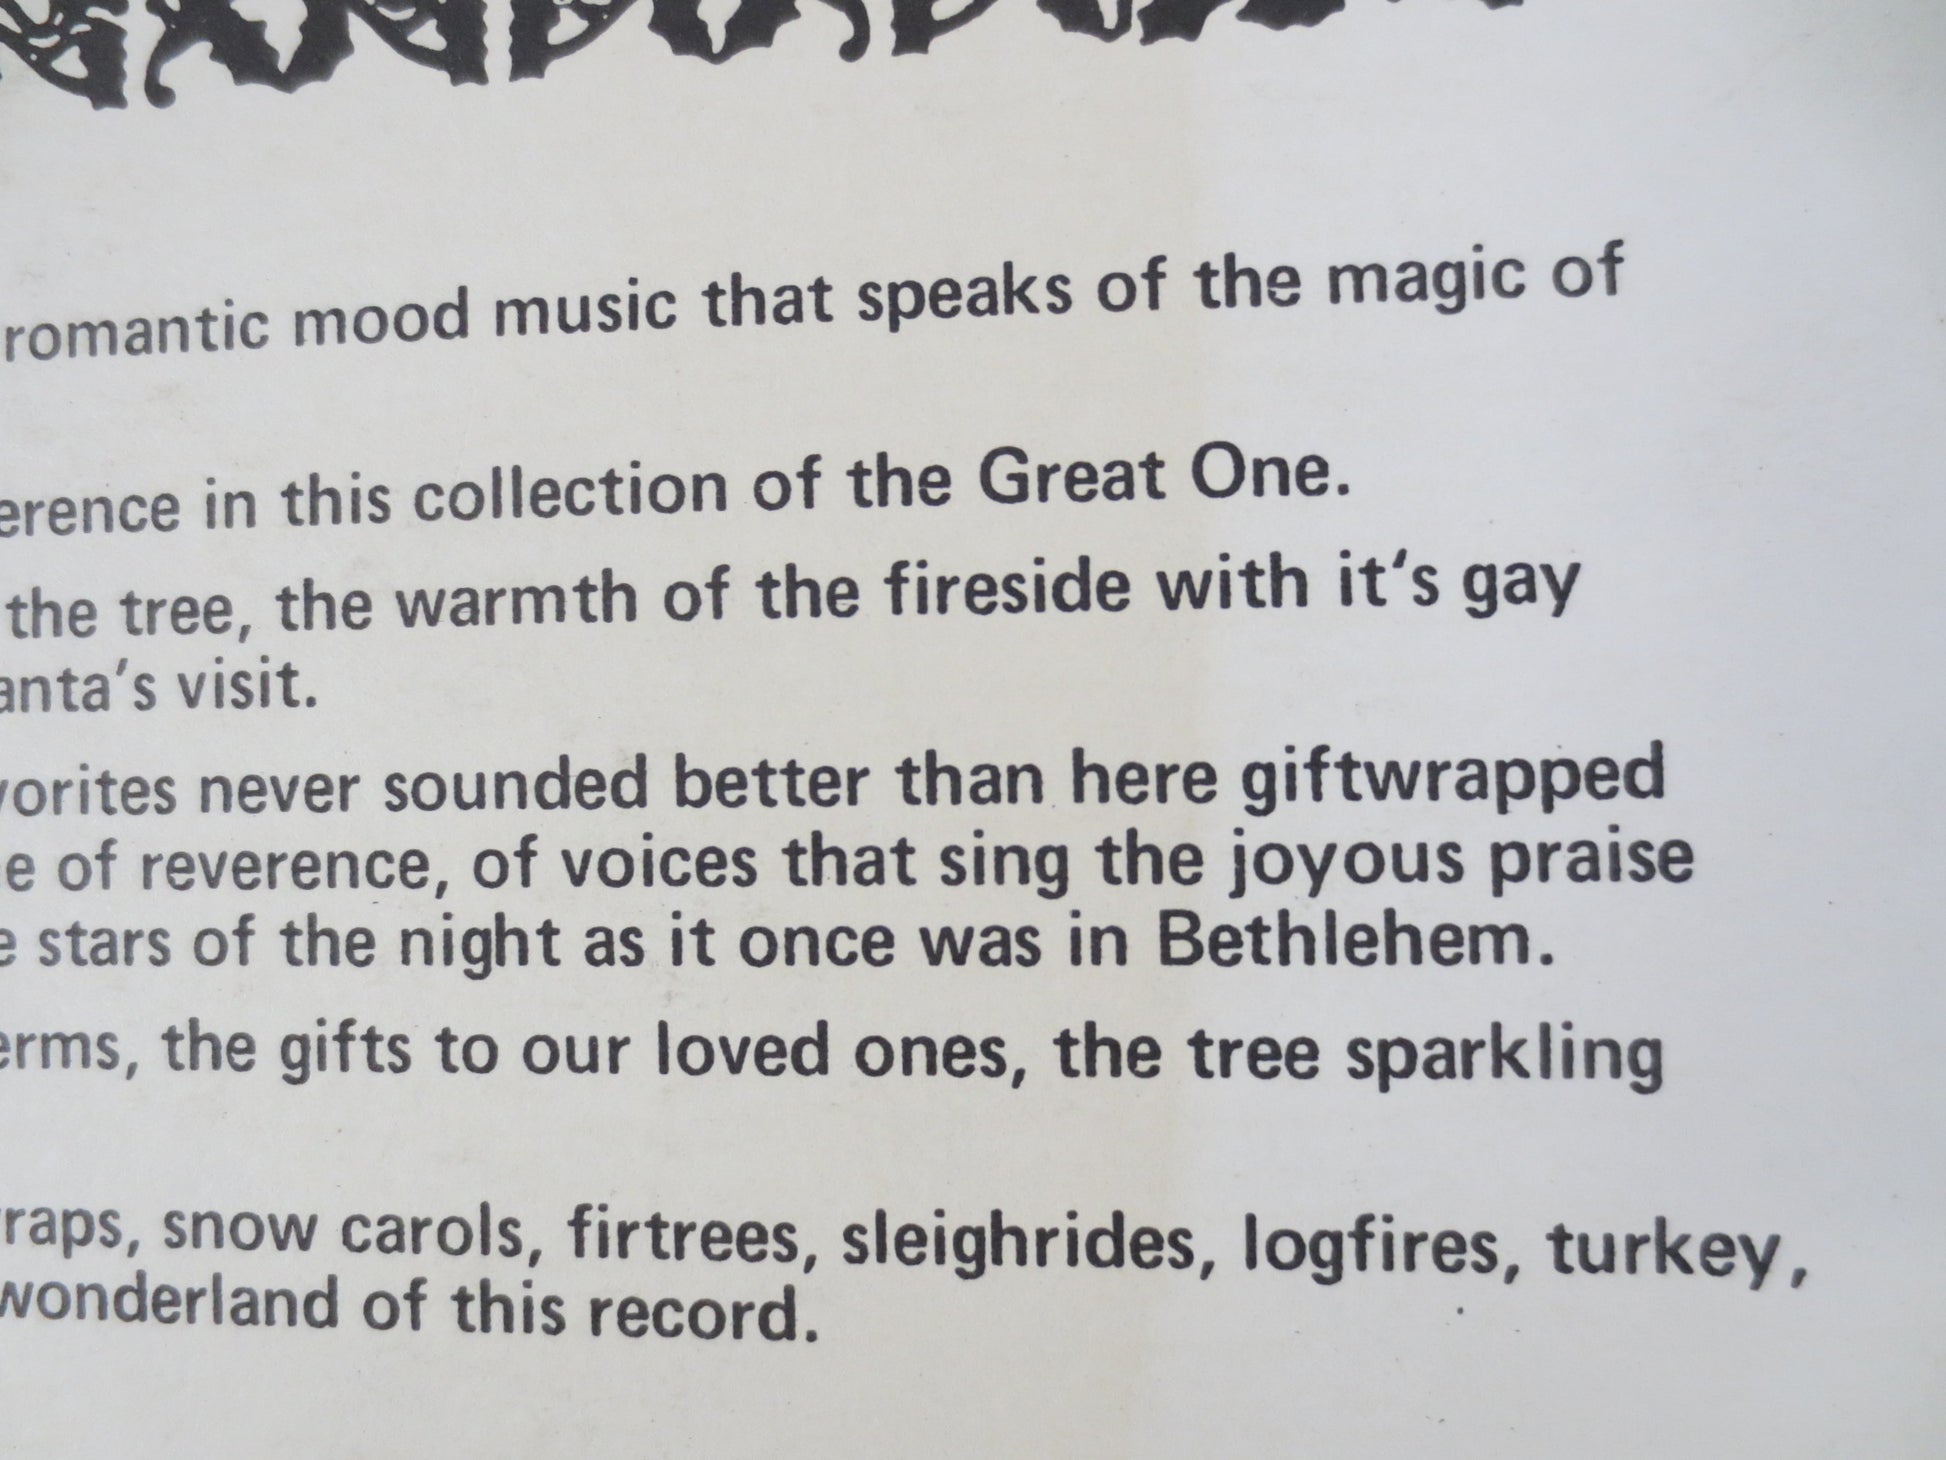 romantic mood music that speaks of the magic of
erence in this collection of the Great One.
the tree, the warmth of the fireside with it's gay
anta's visit.
vorites never sounded better than here giftwrapped
e of reverence, of voices that sing the joyous praise
e stars of the night as it once was in Bethlehem.
erms, the gifts to our loved ones, the tree sparkling
raps, snow carols, firtrees, sleighrides, logfires, turkey,
wonderland of this record.